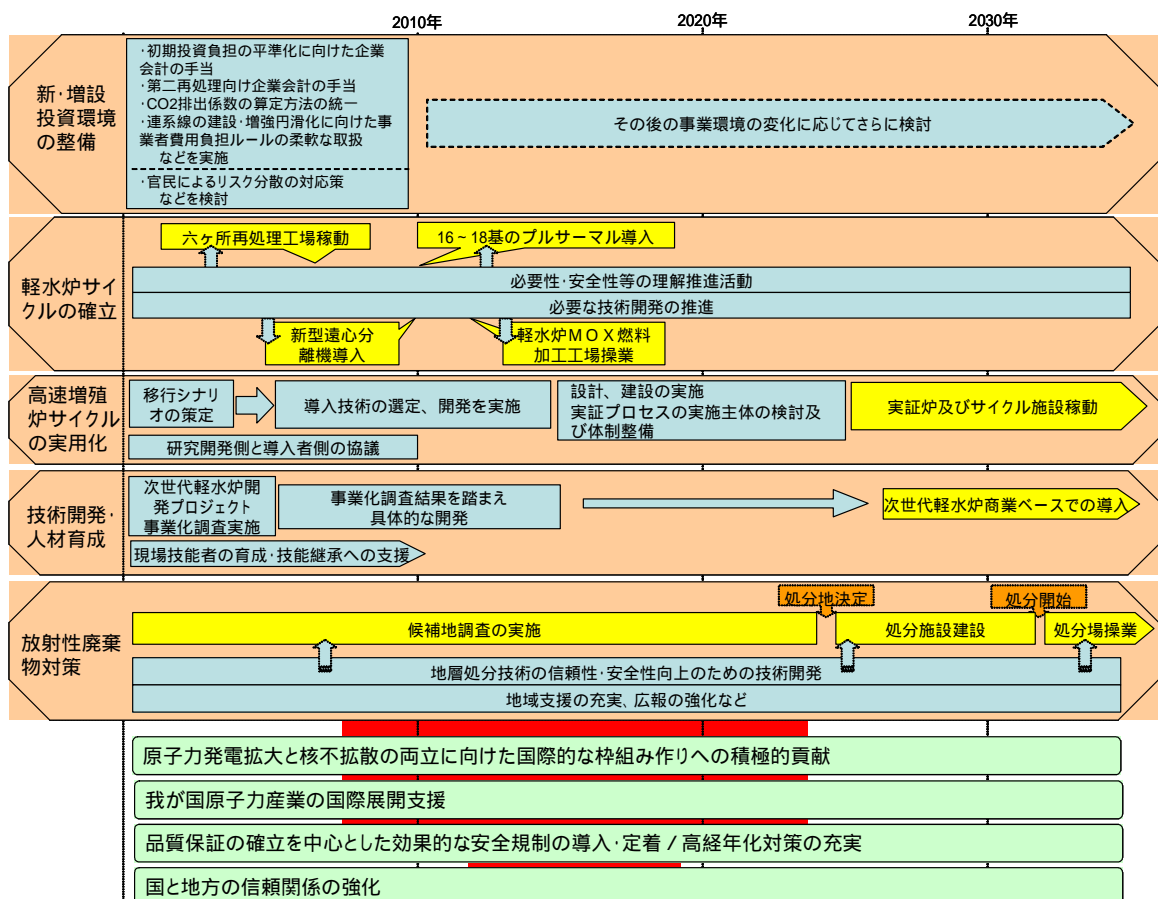 2010年
2020年
2030年
新・増設
投資環境
の整備
・初期投資負担の平準化に向けた企業
会計の手当
・第二再処理向け企業会計の手当
・CO2排出係数の算定方法の統一
・連系線の建設・増強円滑化に向けた事
業者費用負担ルールの柔軟な取扱
などを実施
・官民によるリスク分散の対応策
などを検討
その後の事業環境の変化に応じてさらに検討
軽水炉サイ
クルの確立
六ヶ所再処理工場稼動
16~18基のプルサーマル導入
必要性・安全性等の理解推進活動
必要な技術開発の推進
新型遠心分
離機導入
軽水炉MOX燃料
加工工場操業
高速増殖
炉サイクル
の実用化
移行シナリ
オの策定
導入技術の選定、開発を実施
設計、建設の実施
実証プロセスの実施主体の検討及
び体制整備
実証炉及びサイクル施設稼動
研究開発側と導入者側の協議
技術開発・
人材育成
次世代軽水炉開
発プロジェクト
事業化調査実施
事業化調査結果を踏まえ
具体的な開発
次世代軽水炉商業ベースでの導入
現場技能者の育成・技能継承への支援
放射性廃棄
物対策
処分地決定
処分開始
候補地調査の実施
処分施設建設
処分場操業
地層処分技術の信頼性・安全性向上のための技術開発
地域支援の充実、広報の強化など
原子力発電拡大と核不拡散の両立に向けた国際的な枠組み作りへの積極的貢献
我が国原子力産業の国際展開支援
品質保証の確立を中心とした効果的な安全規制の導入・定着/高経年化対策の充実
国と地方の信頼関係の強化